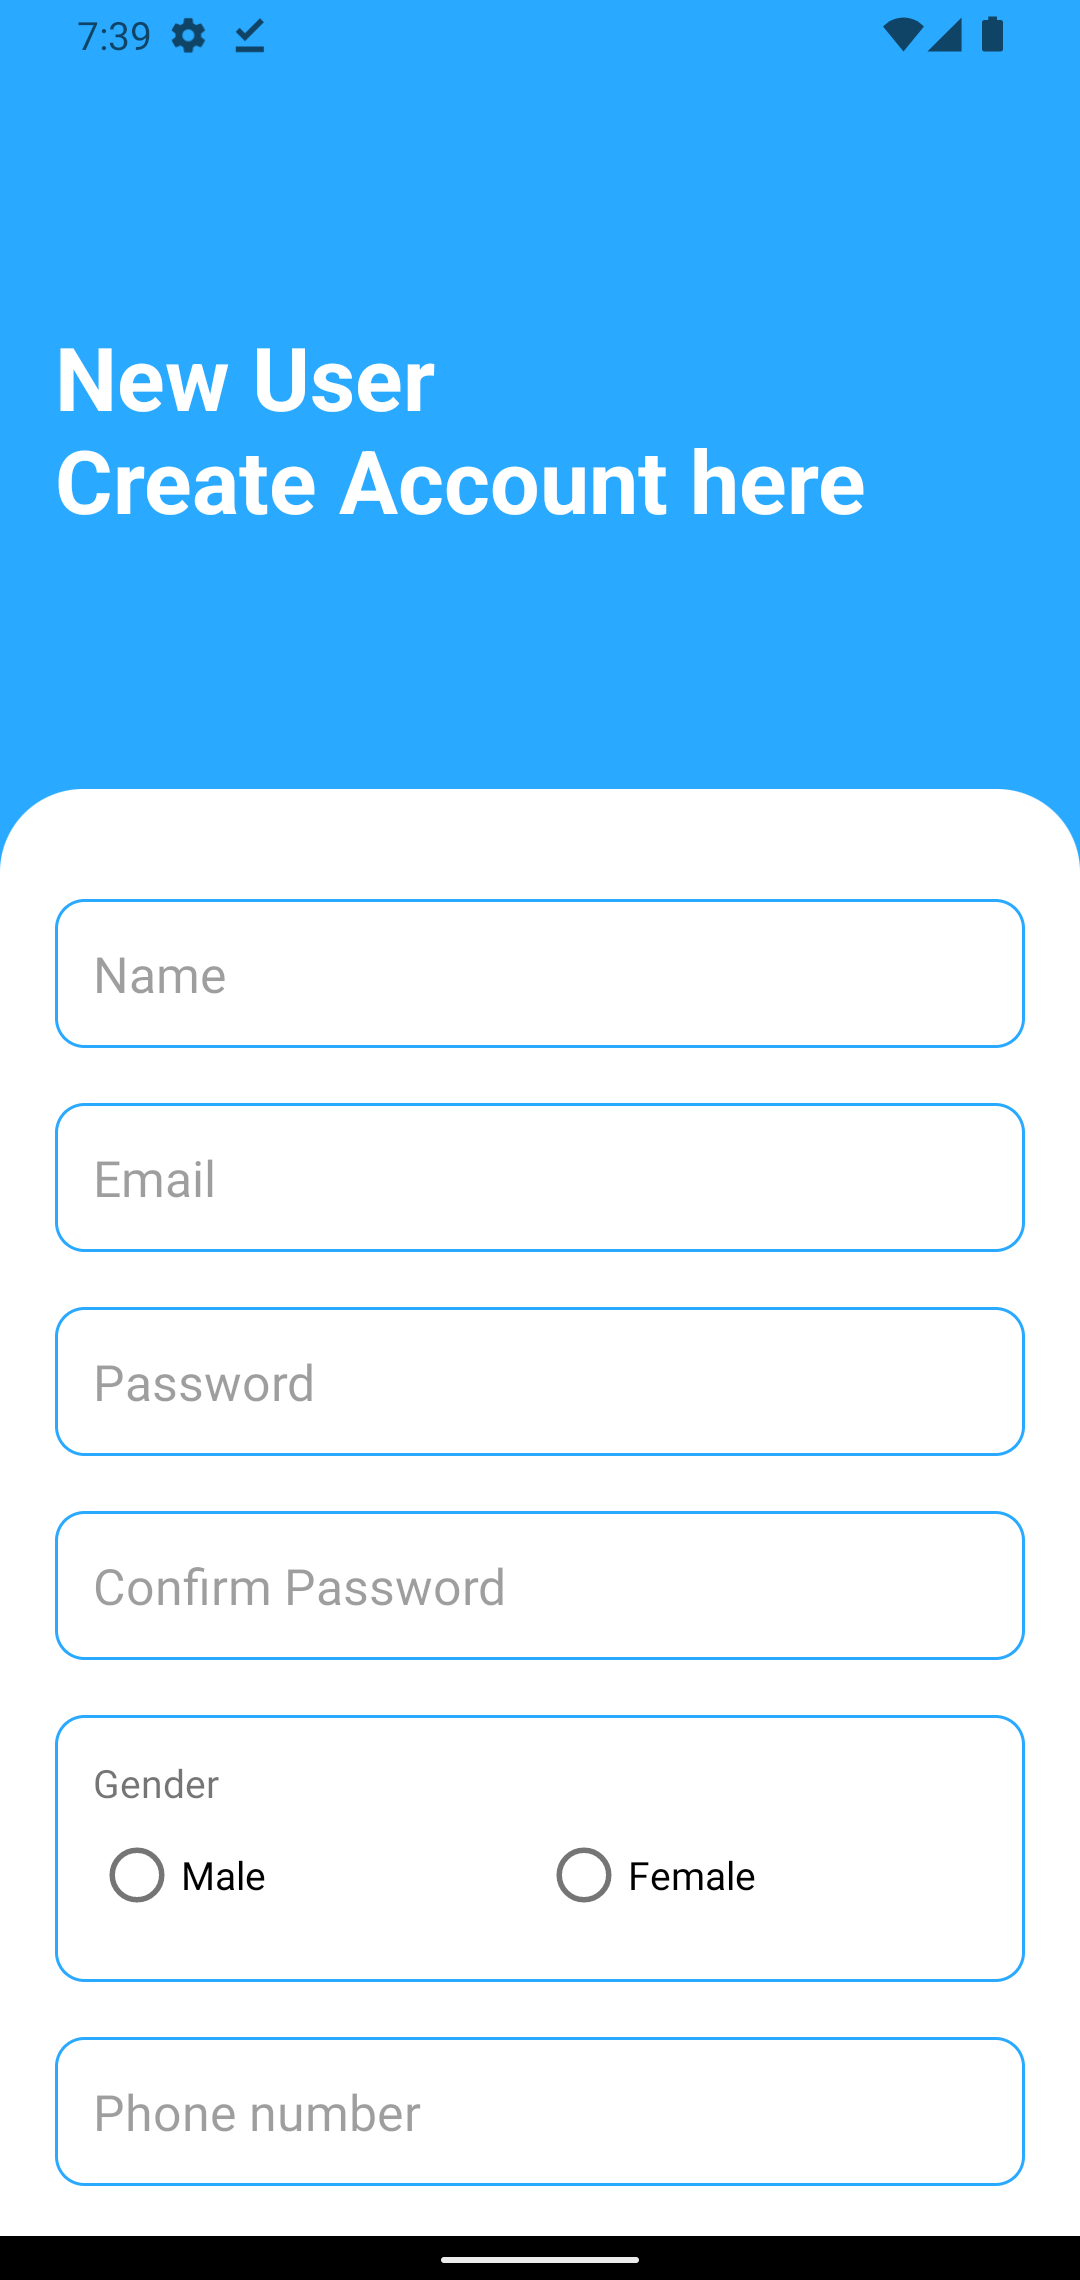 7:39
New User
Create Account here
Name
Email
Password
Confirm Password
Gender
Male Female
Phone number